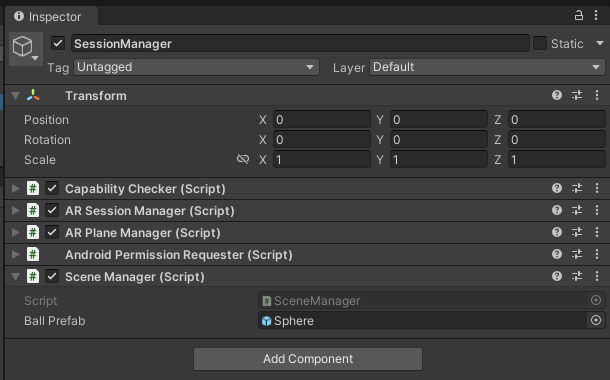 Inspector
SessionManager Static
Tag Untagged Layer Default
Transform
Position X 0 Y 0 Z 0
Rotation X 0 Y 0 Z 0
Scale X 1 Y 1 Z 1
# Capability Checker (Script)
# AR Session Manager (Script)
# AR Plane Manager (Script)
# Android Permission Requester (Script)
# Scene Manager (Script)
Script # SceneManager
Ball Prefab Sphere
Add Component